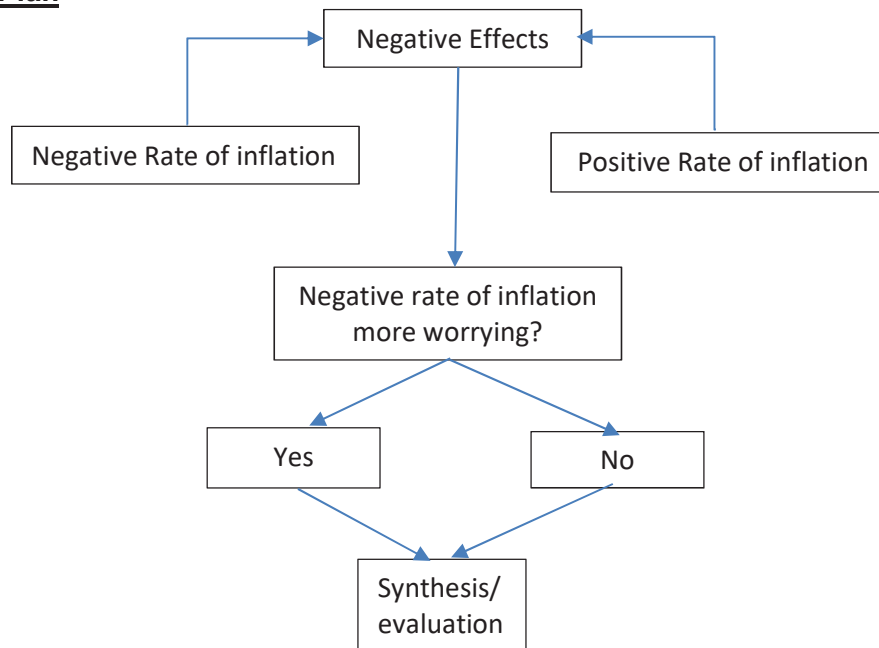 Negative Effects
Negative Rate of inflation
Positive Rate of inflation
Negative rate of inflation
more worrying?
Yes
No
Synthesis/
evaluation